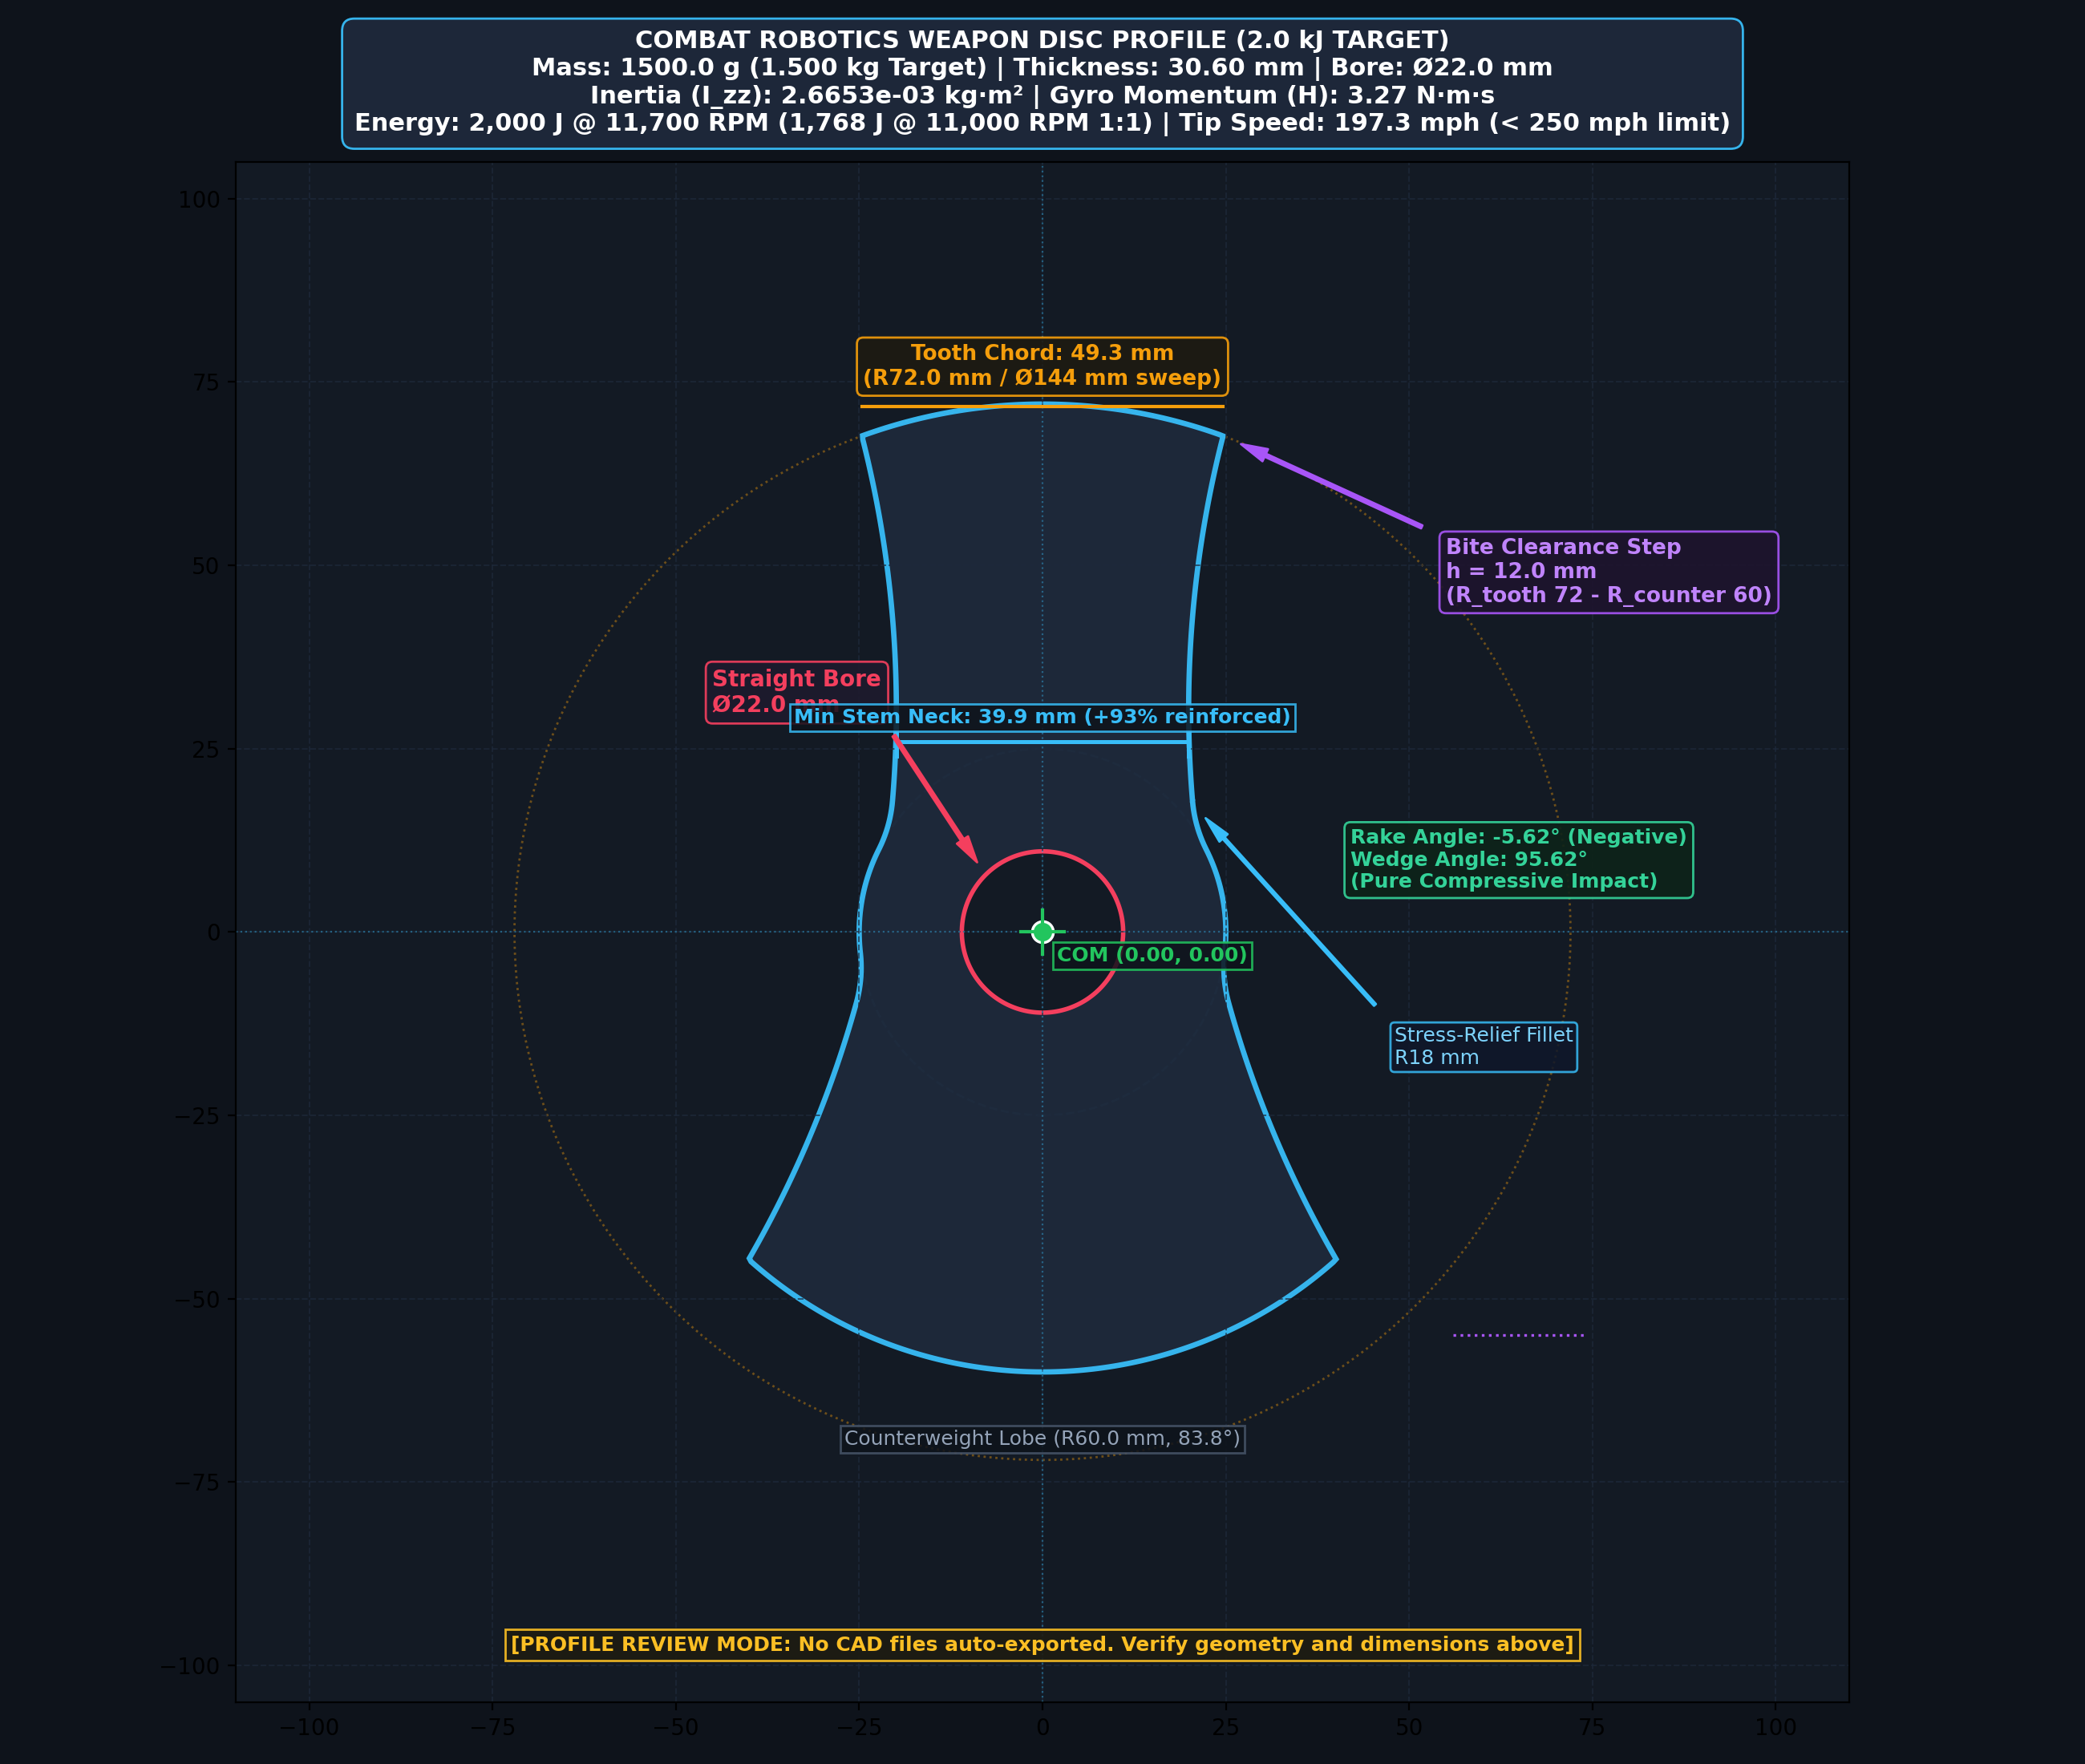 COMBAT ROBOTICS WEAPON DISC PROFILE (2.0 kJ TARGET)
Mass: 1500.0 g (1.500 kg Target) | Thickness: 30.60 mm | Bore: Ø22.0 mm
Inertia (I_zz): 2.6653e-03 kg·m² | Gyro Momentum (H): 3.27 N·m·s
Energy: 2,000 J @ 11,700 RPM (1,768 J @ 11,000 RPM 1:1) | Tip Speed: 197.3 mph (< 250 mph limit)
100
75
50
25
0
−25
−50
−75
−100
Tooth Chord: 49.3 mm
(R72.0 mm / Ø144 mm sweep)
Bite Clearance Step
h = 12.0 mm
(R_tooth 72 - R_counter 60)
Straight Bore
Ø22.0 mm
Min Stem Neck: 39.9 mm (+93% reinforced)
Rake Angle: -5.62° (Negative)
Wedge Angle: 95.62°
(Pure Compressive Impact)
COM (0.00, 0.00)
Stress-Relief Fillet
R18 mm
Counterweight Lobe (R60.0 mm, 83.8°)
[PROFILE REVIEW MODE: No CAD files auto-exported. Verify geometry and dimensions above]
−100
−75
−50
−25
0
25
50
75
100